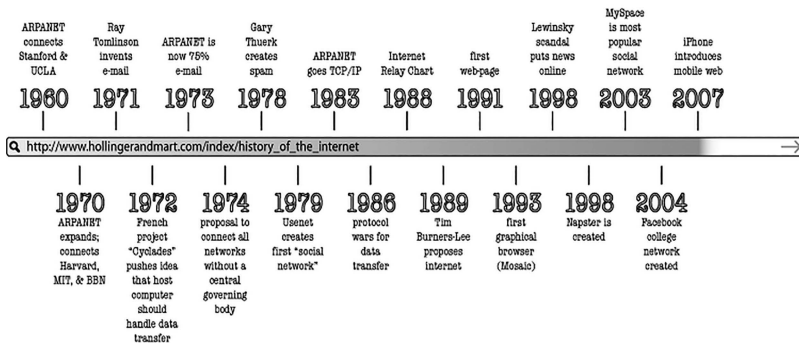 ARPANET
connects
Stanford &
UCLA
1960
Ray
Tomlinson
invents
e-mail
1971
ARPANET is
now 75%
e-mail
1973
Gary
Thuerk
creates
spam
1978
ARPANET
goes TCP/IP
1983
Internet
Relay Chart
1988
first
web-page
1991
Lewinsky
scandal
puts news
online
1998
MySpace
is most
popular
social
network
2003
iPhone
introduces
mobile web
2007
http://www.hollingerandmart.com/index/history_of_the_internet
1970
ARPANET
expands;
connects
Harvard,
MIT, & BBN
1972
French
project
"Cyclades"
pushes idea
that host
computer
should
handle data
transfer
1974
proposal to
connect all
networks
without a
central
governing
body
1979
Usenet
creates
first "social
network"
1986
protocol
wars for
data
transfer
1989
Tim
Burners-Lee
proposes
internet
1993
first
graphical
browser
(Mosaic)
1998
Napster is
created
2004
Facebook
college
network
created